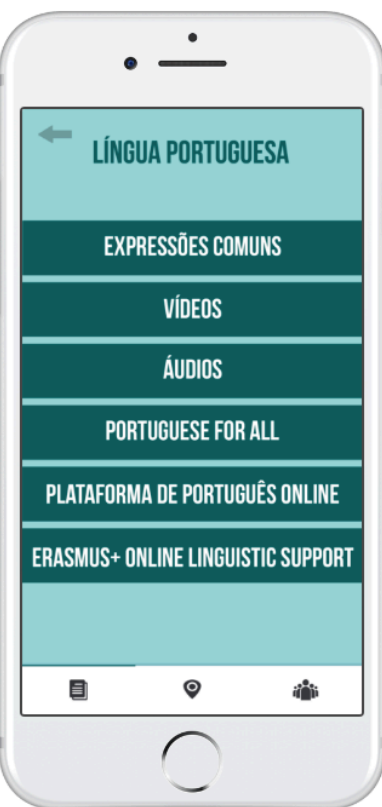 LÍNGUA PORTUGUESA
EXPRESSÕES COMUNS
VÍDEOS
ÁUDIOS
PORTUGUESE FOR ALL
PLATAFORMA DE PORTUGUÊS ONLINE
ERASMUS+ ONLINE LINGUISTIC SUPPORT